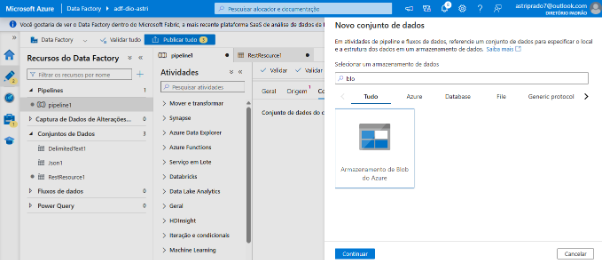 Microsoft Azure
Pesquisar
astriprado7@outlook.com
DIRETÓRIO PADRÃO
Você gostaria de ver o Data Factory dentro do Microsoft Fabric, a mais recente plataforma SaaS de análise de dados
Data Factory
adf-dio-astri
Pesquisar alocador e documentação
Data Factory
Validar tudo
Publicar tudo
Recursos do Data Factory
Filtre os recursos por nome
Pipelines
1
pipeline1
Captura de Dados de Alterações...
0
Conjuntos de Dados
3
DelimitedText1
Json1
RestResource1
Fluxos de dados
0
Power Query
0
pipeline1
RestResource1
Atividades
Pesquisar atividades
Mover e transformar
Synapse
Azure Data Explorer
Azure Functions
Serviço em Lote
Databricks
Data Lake Analytics
Geral
HDInsight
Iteração e condicionais
Machine Learning
Validar
Geral
Origem
Conjunto de dados do
Novo conjunto de dados
Em atividades de pipeline e fluxos de dados, referencie um conjunto de dados para especificar o local
e a estrutura dos dados em um armazenamento de dados. Saiba mais
Selecionar um armazenamento de dados
blo
Tudo
Azure
Database
File
Generic protocol
Armazenamento de Blob
do Azure
Continuar
Cancelar